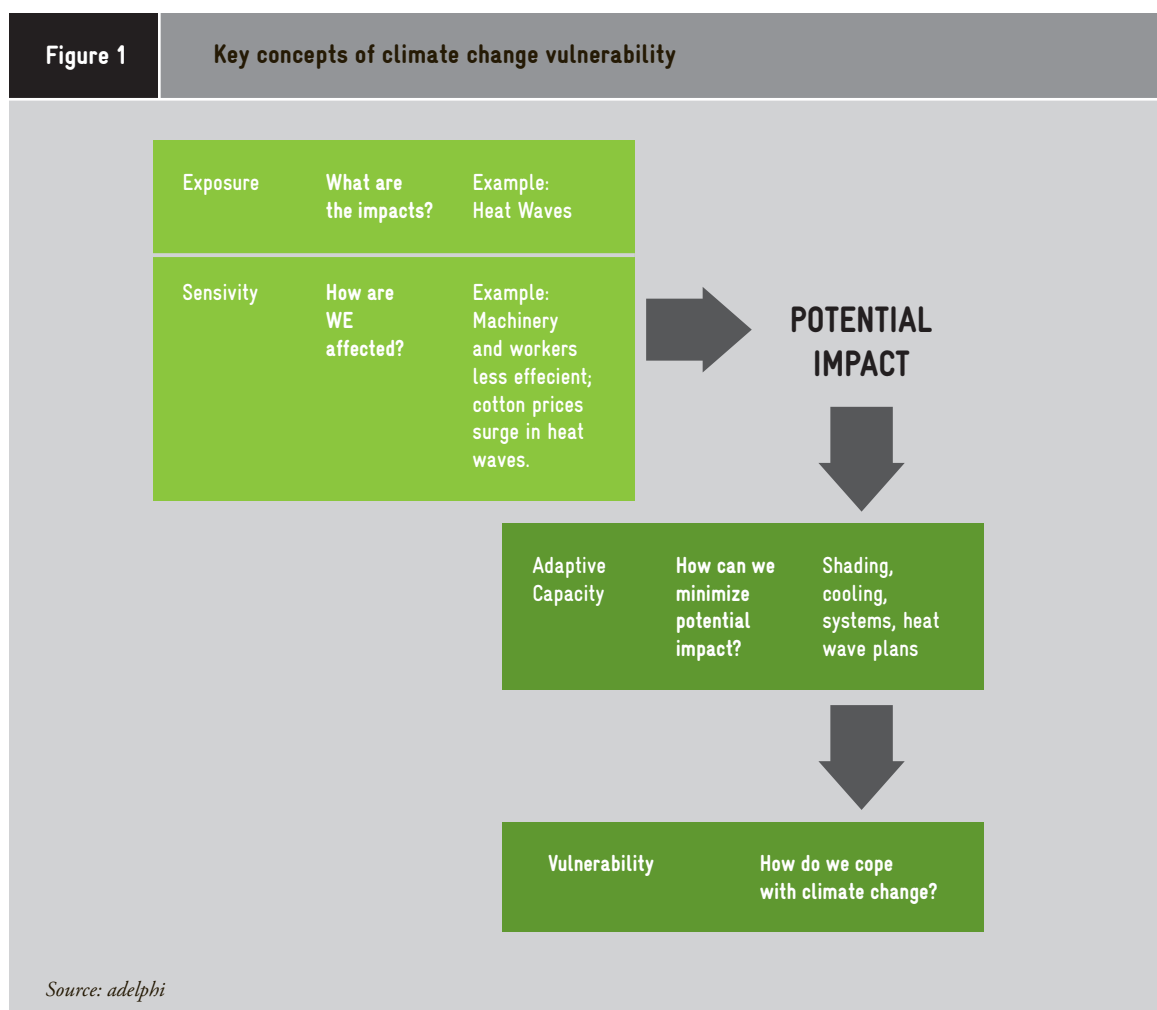 Figure 1
Key concepts of climate change vulnerability
Exposure
What are
the impacts?
Example:
Heat Waves
Sensivity
How are
WE
affected?
Example:
Machinery
and workers
less effecient;
cotton prices
surge in heat
waves.
POTENTIAL
IMPACT
Adaptive
Capacity
How can we
minimize
potential
impact?
Shading,
cooling,
systems, heat
wave plans
Vulnerability
How do we cope
with climate change?
Source: adelphi